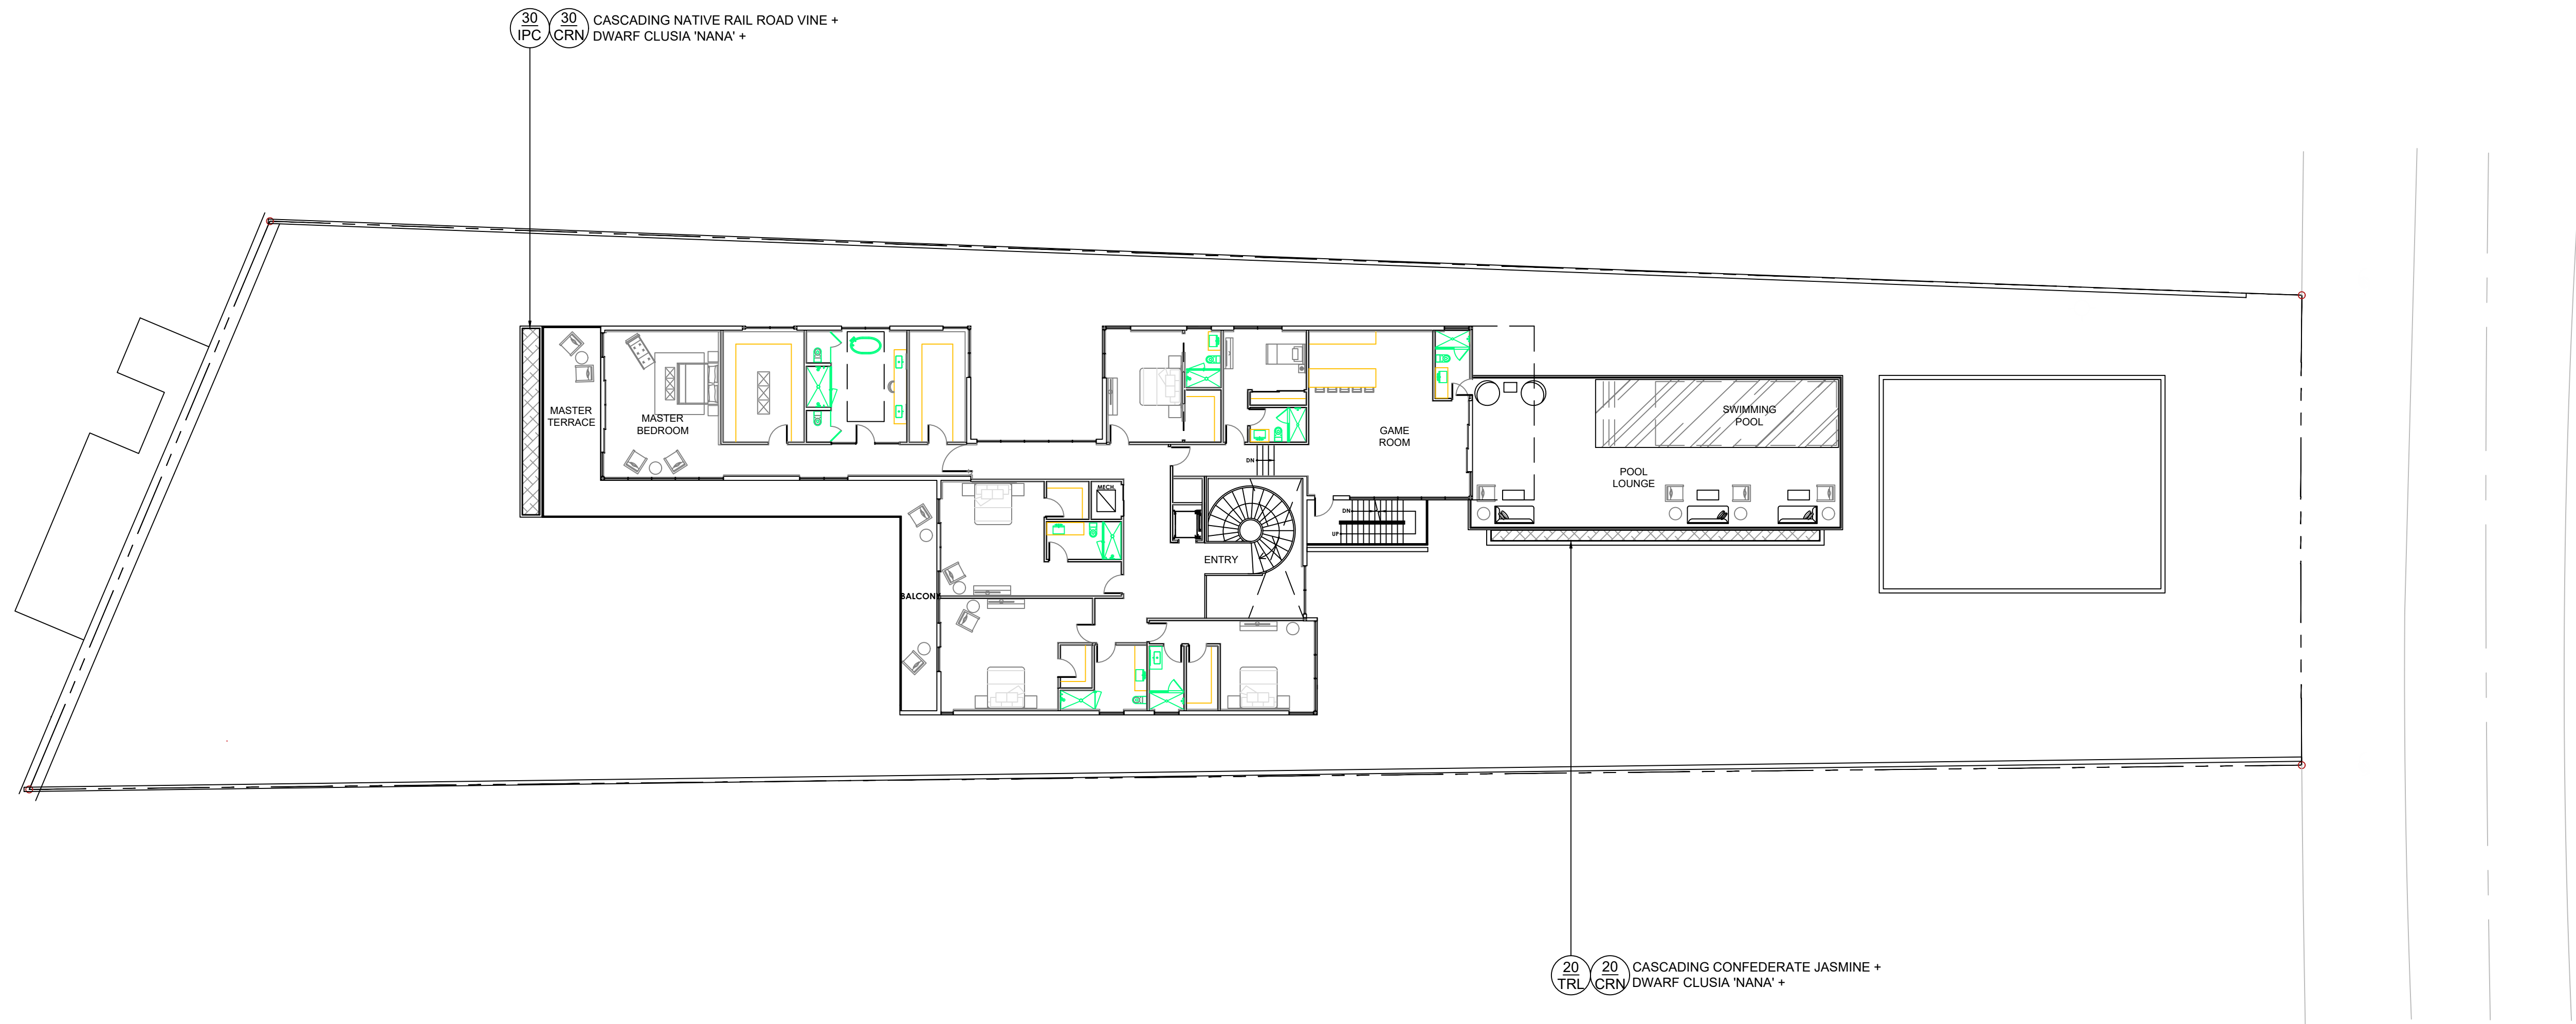 30 IPC 30 CRN CASCADING NATIVE RAIL ROAD VINE +
DWARF CLUSIA 'NANA' +
MASTER
TERRACE
MASTER
BEDROOM
GAME
ROOM
SWIMMING
POOL
POOL
LOUNGE
DN
MECH.
DN
UP
ENTRY
BALCONY
20 TRL 20 CRN CASCADING CONFEDERATE JASMINE +
DWARF CLUSIA 'NANA' +